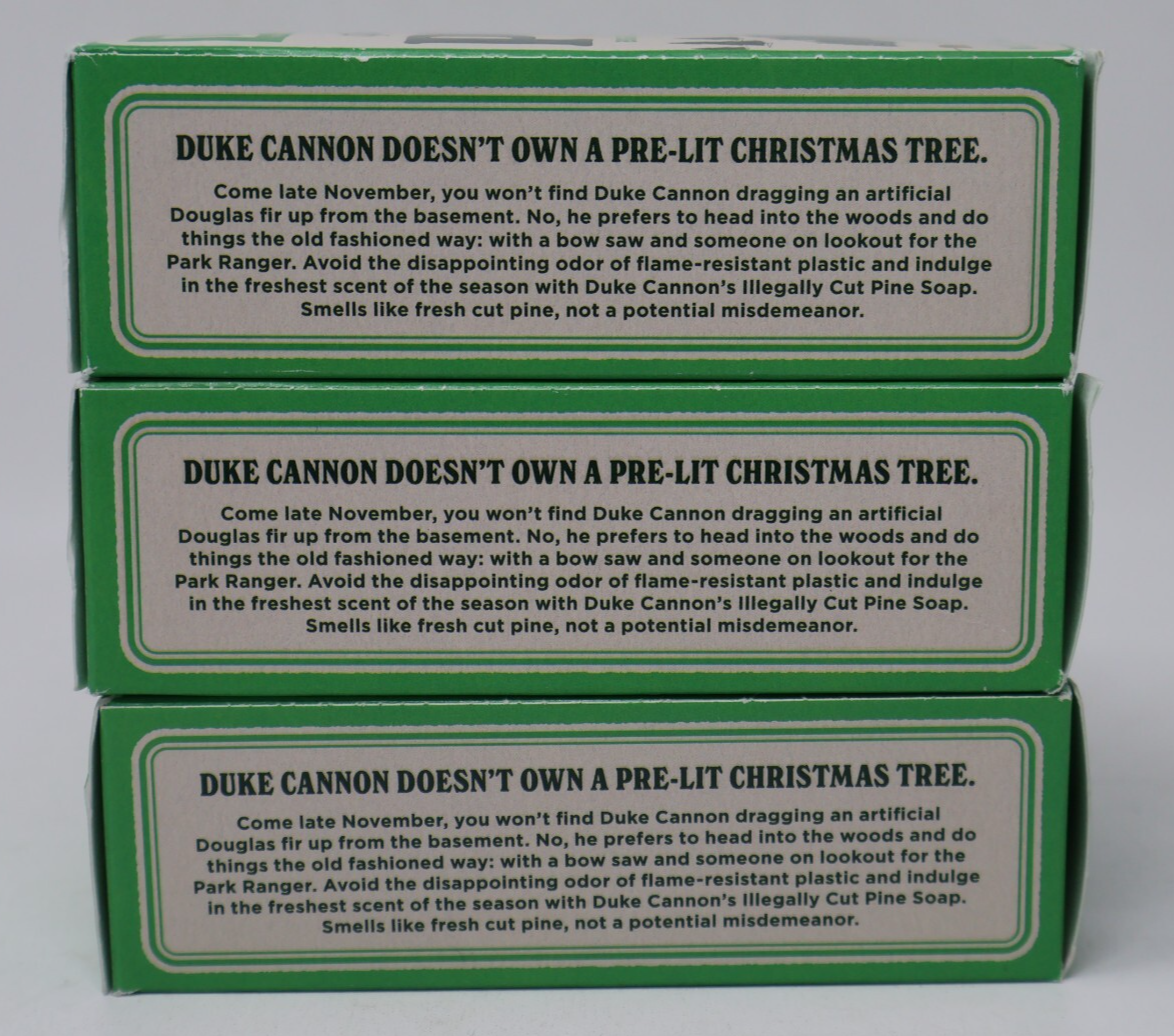 DUKE CANNON DOESN'T OWN A PRE-LIT CHRISTMAS TREE.
Come late November, you won't find Duke Cannon dragging an artificial
Douglas fir up from the basement. No, he prefers to head into the woods and do
things the old fashioned way: with a bow saw and someone on lookout for the
Park Ranger. Avoid the disappointing odor of flame-resistant plastic and indulge
in the freshest scent of the season with Duke Cannon's Illegally Cut Pine Soap.
Smells like fresh cut pine, not a potential misdemeanor.
DUKE CANNON DOESN'T OWN A PRE-LIT CHRISTMAS TREE.
Come late November, you won't find Duke Cannon dragging an artificial
Douglas fir up from the basement. No, he prefers to head into the woods and do
things the old fashioned way: with a bow saw and someone on lookout for the
Park Ranger. Avoid the disappointing odor of flame-resistant plastic and indulge
in the freshest scent of the season with Duke Cannon's Illegally Cut Pine Soap.
Smells like fresh cut pine, not a potential misdemeanor.
DUKE CANNON DOESN'T OWN A PRE-LIT CHRISTMAS TREE.
Come late November, you won't find Duke Cannon dragging an artificial
Douglas fir up from the basement. No, he prefers to head into the woods and do
things the old fashioned way: with a bow saw and someone on lookout for the
Park Ranger. Avoid the disappointing odor of flame-resistant plastic and indulge
in the freshest scent of the season with Duke Cannon's Illegally Cut Pine Soap.
Smells like fresh cut pine, not a potential misdemeanor.